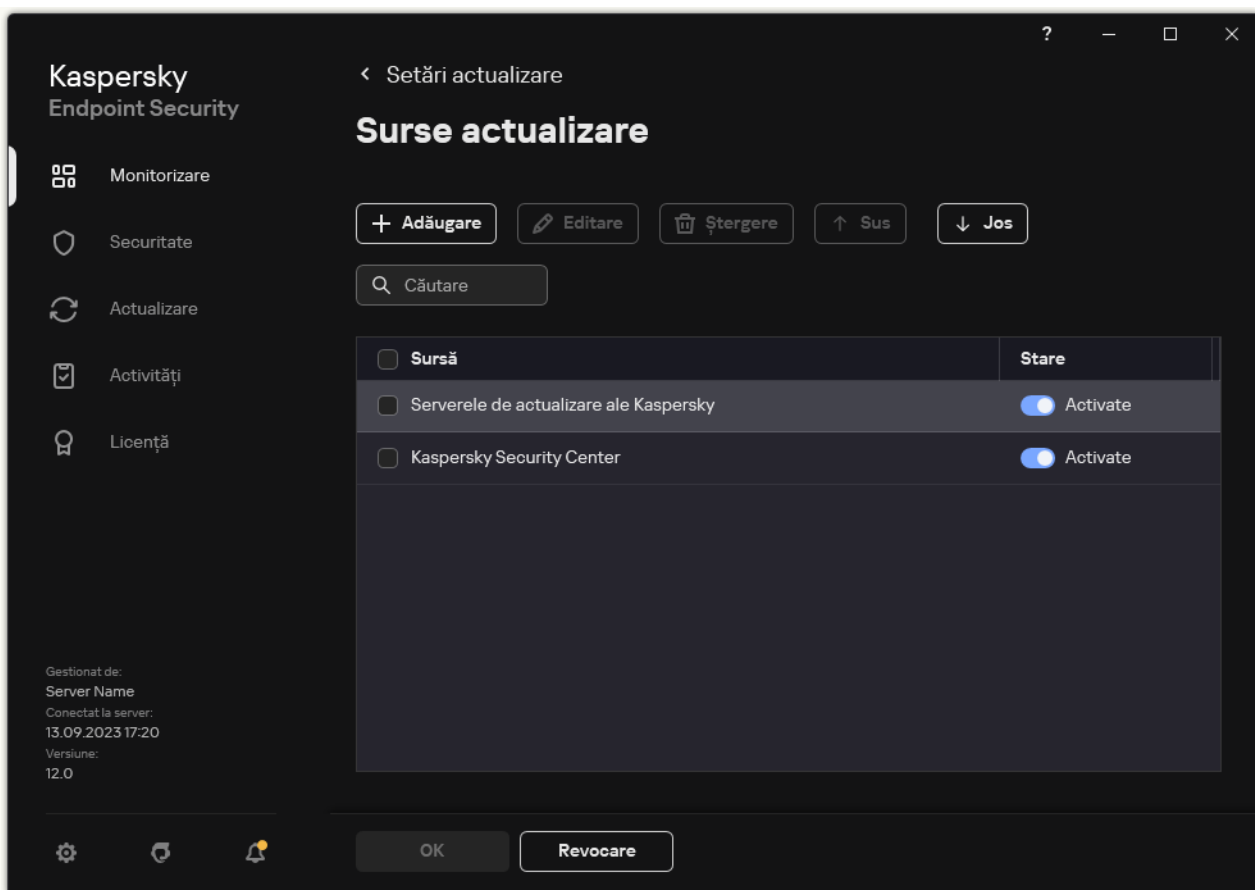 ?
Kaspersky
Endpoint Security
Monitorizare
Securitate
Actualizare
Activități
Licență
Gestionat de:
Server Name
Conectat la server:
13.09.2023 17:20
Versiune:
12.0
Setări actualizare
Surse actualizare
Adăugare Editare Ștergere Sus Jos
Căutare
Sursă Stare
Serverele de actualizare ale Kaspersky Activate
Kaspersky Security Center Activate
OK Revocare